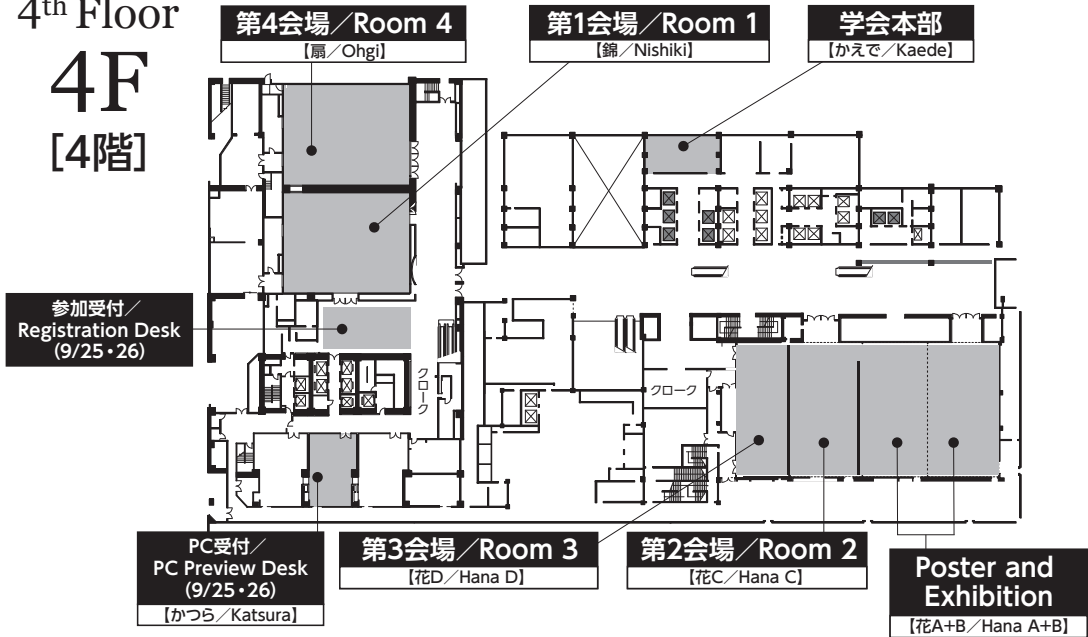 4th Floor
4F
[4階]
第4会場／Room 4
【扇／Ohgi】
第1会場／Room 1
【錦／Nishiki】
学会本部
【かえで／Kaede】
参加受付／
Registration Desk
(9/25・26)
クローク
クローク
PC受付／
PC Preview Desk
(9/25・26)
【かつら／Katsura】
第3会場／Room 3
【花D／Hana D】
第2会場／Room 2
【花C／Hana C】
Poster and
Exhibition
【花A+B／Hana A+B】